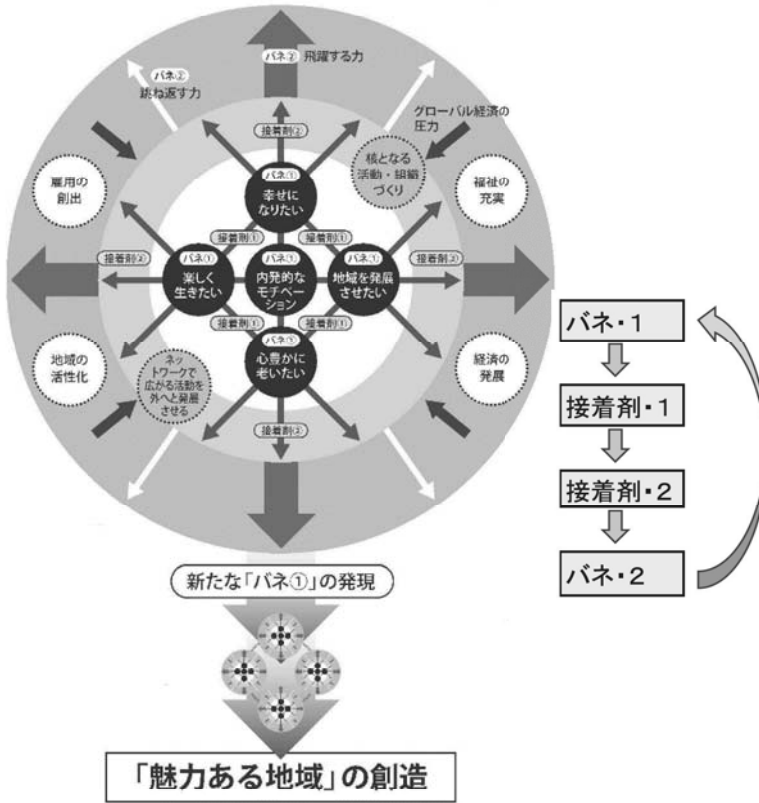 バネ② 飛躍する力
バネ②
跳ね返す力
グローバル経済の
圧力
接着剤②
核となる
活動・組織
づくり
雇用の
創出
バネ①
幸せに
なりたい
福祉の
充実
接着剤①
接着剤①
接着剤②
バネ①
楽しく
生きたい
バネ①
内発的な
モチベー
ション
バネ①
地域を発展
させたい
接着剤②
接着剤①
接着剤①
地域の
活性化
バネ①
心豊かに
老いたい
経済の
発展
ネッ
トワークで
広がる活動を
外へと発展
させる
接着剤②
新たな「バネ①」の発現
「魅力ある地域」の創造
バネ・1
接着剤・1
接着剤・2
バネ・2